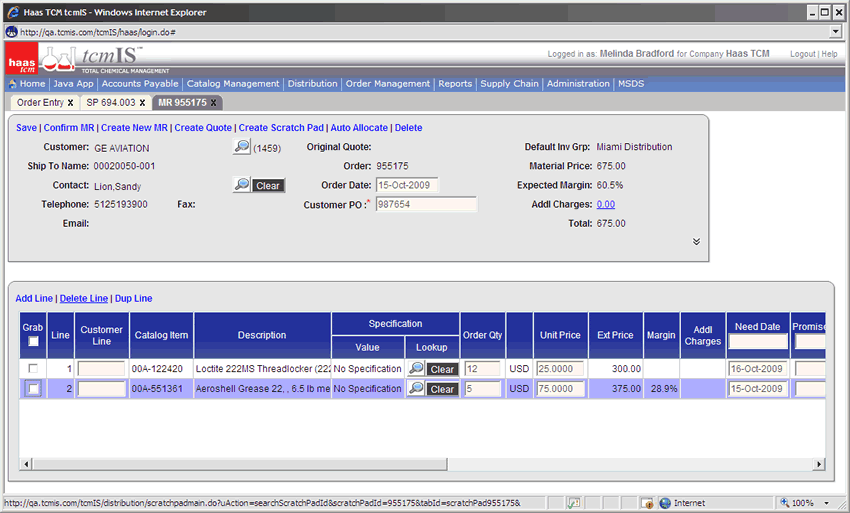 Haas TCM tcmIS - Windows Internet Explorer
http://qa.tcmis.com/tcmIS/haas/login.do#
haas tcm tcmIS™ TOTAL CHEMICAL MANAGEMENT
Logged in as: Melinda Bradford for Company Haas TCM Logout | Help
Home | Java App | Accounts Payable | Catalog Management | Distribution | Order Management | Reports | Supply Chain | Administration | MSDS
Order Entry x SP 694.003 x MR 955175 x
Save | Confirm MR | Create New MR | Create Quote | Create Scratch Pad | Auto Allocate | Delete
Customer: GE AVIATION (1459) Original Quote: Default Inv Grp: Miami Distribution
Ship To Name: 00020050-001 Order: 955175 Material Price: 675.00
Contact: Lion,Sandy Clear Order Date: 15-Oct-2009 Expected Margin: 60.5%
Telephone: 5125193900 Fax: Customer PO :* 987654 Addl Charges: 0.00
Email: Total: 675.00
Add Line | Delete Line | Dup Line
Grab Line Customer Line Catalog Item Description Specification Value Lookup Order Qty Unit Price Ext Price Margin Addl Charges Need Date Promise
1 00A-122420 Loctite 222MS Threadlocker (222 No Specification Clear 12 USD 25.0000 300.00 16-Oct-2009
2 00A-551361 Aeroshell Grease 22, , 6.5 lb me No Specification Clear 5 USD 75.0000 375.00 28.9% 15-Oct-2009
http://qa.tcmis.com/tcmIS/distribution/scratchpadmain.do?uAction=searchScratchPadId&scratchPadId=955175&tabId=scratchPad955175& Internet 100%